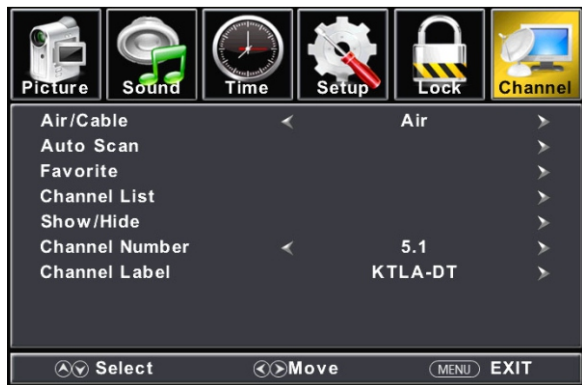 Picture Sound Time Setup Lock Channel
Air/Cable Air
Auto Scan
Favorite
Channel List
Show/Hide
Channel Number 5.1
Channel Label KTLA-DT
Select Move MENU EXIT